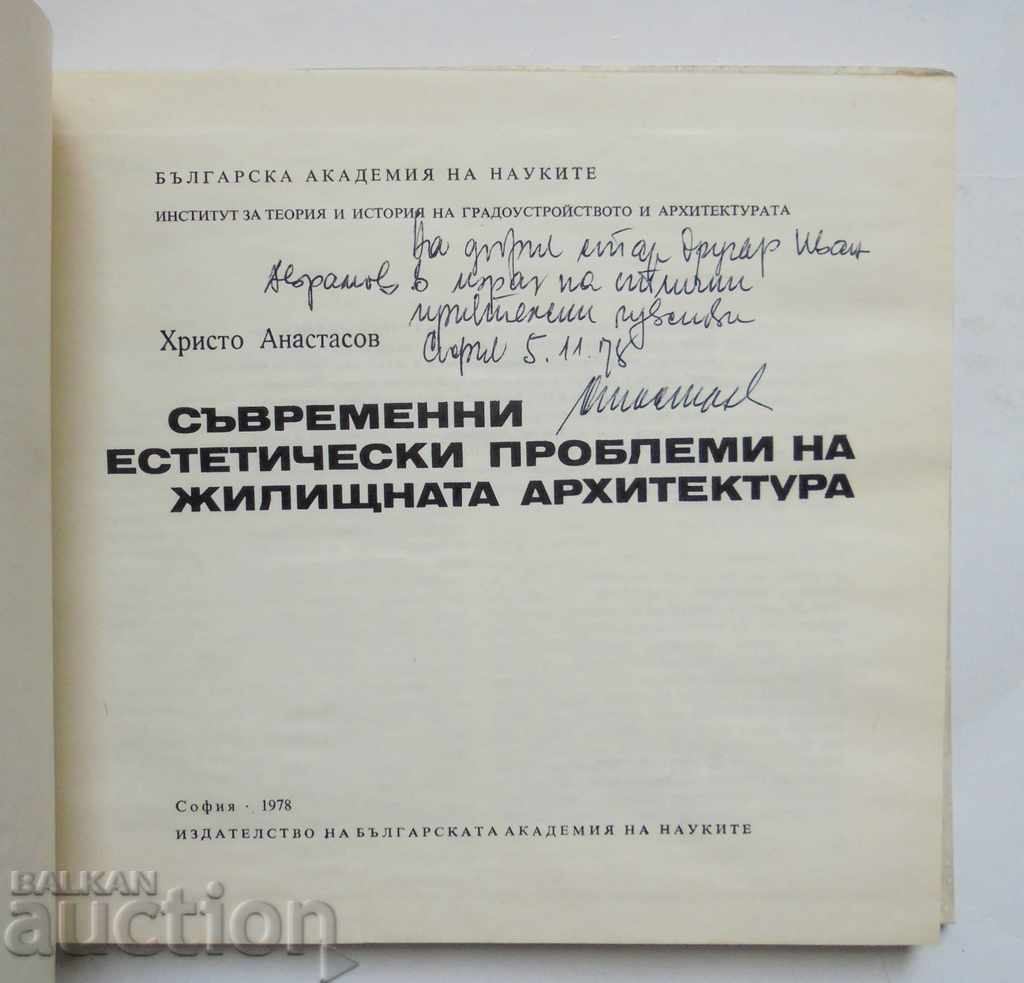 БЪЛГАРСКА АКАДЕМИЯ НА НАУКИТЕ
ИНСТИТУТ ЗА ТЕОРИЯ И ИСТОРИЯ НА ГРАДОУСТРОЙСТВОТО И АРХИТЕКТУРАТА
На добрия стар другар Иван
Аврамов в израз на отлични
приятелски чувства
София 5.11.78
Христо Анастасов
СЪВРЕМЕННИ
ЕСТЕТИЧЕСКИ ПРОБЛЕМИ НА
ЖИЛИЩНАТА АРХИТЕКТУРА
София · 1978
ИЗДАТЕЛСТВО НА БЪЛГАРСКАТА АКАДЕМИЯ НА НАУКИТЕ
BALKAN
auction